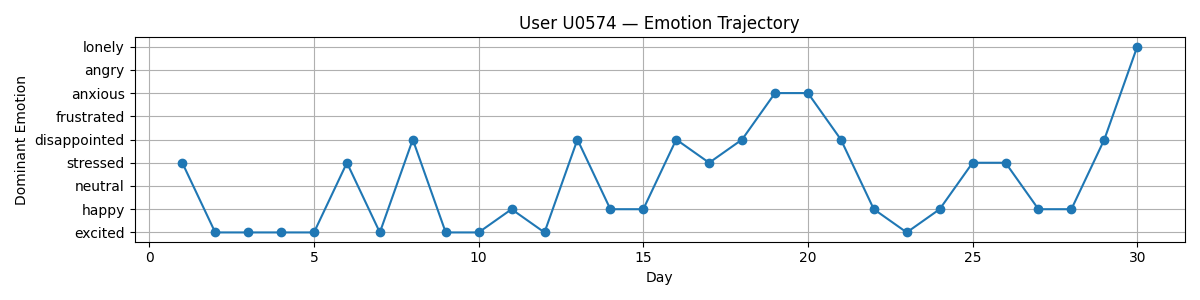 User U0574 — Emotion Trajectory
Dominant Emotion
lonely
angry
anxious
frustrated
disappointed
stressed
neutral
happy
excited
0 5 10 15 20 25 30
Day